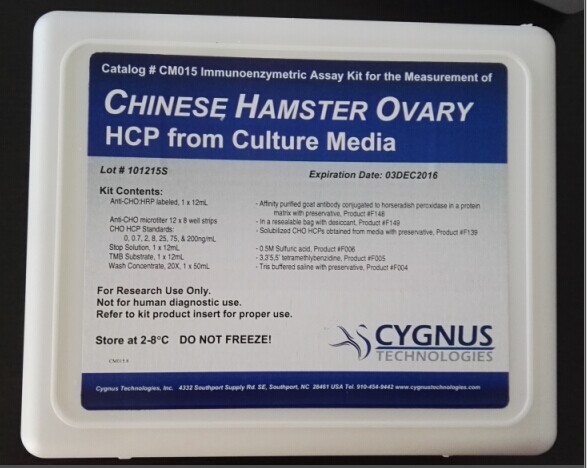 Catalog # CM015 Immunoenzymetric Assay Kit for the Measurement of
CHINESE HAMSTER OVARY
HCP from Culture Media
Lot # 101215S Expiration Date: 03DEC2016
Kit Contents:
Anti-CHO:HRP labeled, 1 x 12mL - Affinity purified goat antibody conjugated to horseradish peroxidase in a protein
matrix with preservative, Product #F148
Anti-CHO microtiter 12 x 8 well strips - in a resealable bag with desiccant, Product #F149
CHO HCP Standards: - Solubilized CHO HCPs obtained from media with preservative, Product #F139
0, 0.7, 2, 8, 25, 75, & 200ng/mL
Stop Solution, 1 x 12mL - 0.5M Sulfuric acid, Product #F006
TMB Substrate, 1 x 12mL - 3,3'5,5' tetramethylbenzidine, Product #F005
Wash Concentrate, 20X, 1 x 50mL - Tris buffered saline with preservative, Product #F004
For Research Use Only.
Not for human diagnostic use.
Refer to kit product insert for proper use.
Store at 2-8°C DO NOT FREEZE!
CYGNUS
TECHNOLOGIES
Cygnus Technologies, Inc. 4332 Southport Supply Rd. SE, Southport, NC 28461 USA Tel. 910-454-9442 www.cygnustechnologies.com